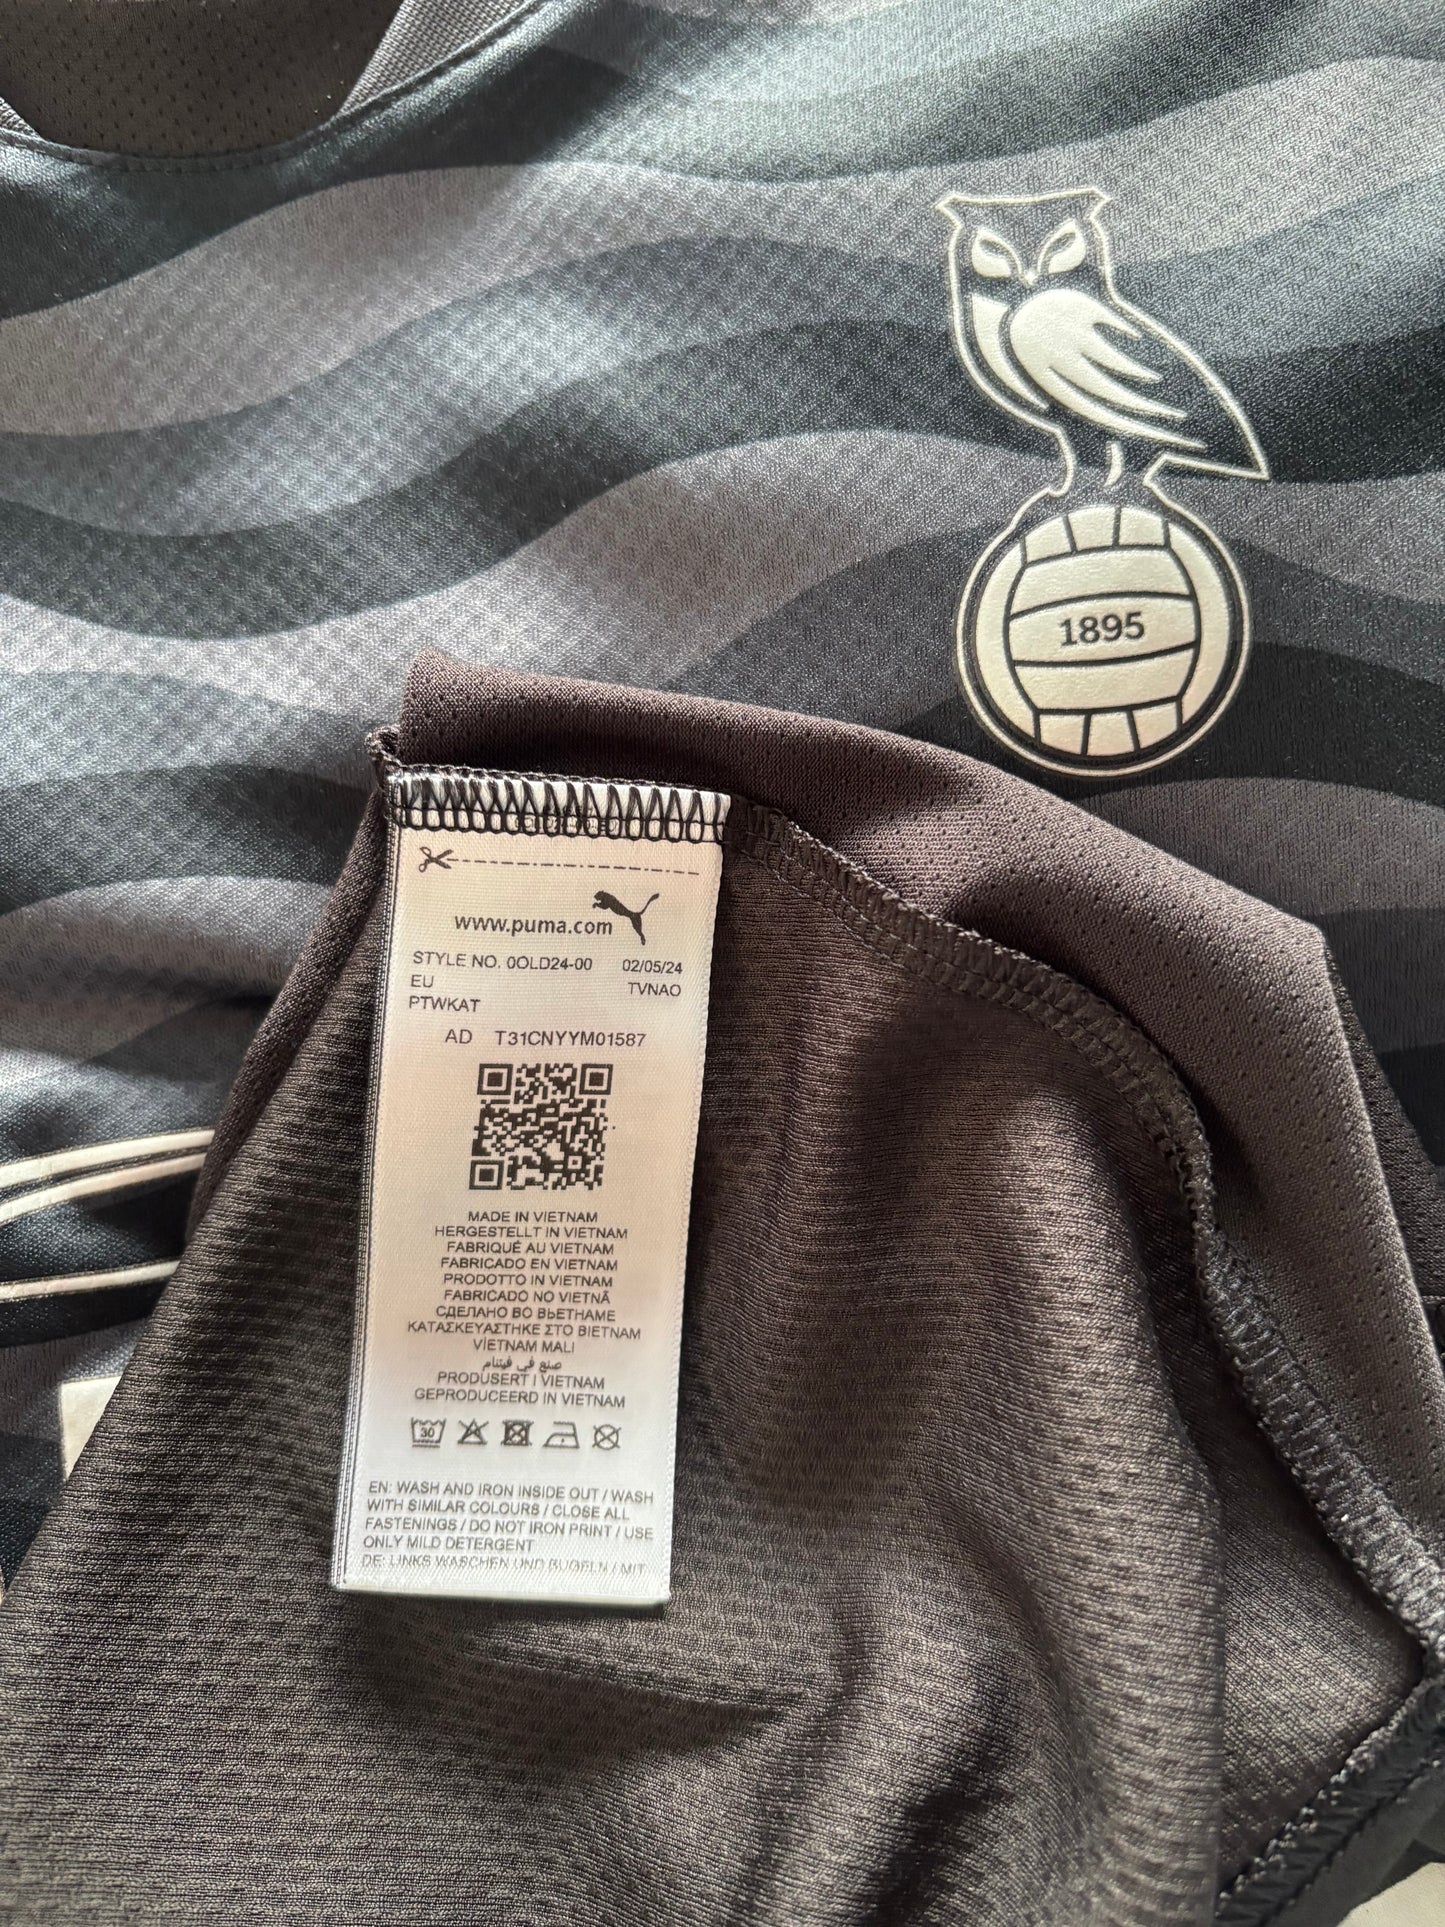 1895
www.puma.com
STYLE NO. 0OLD24-00 02/05/24
EU TVNAO
PTWKAT
AD T31CNYYM01587
MADE IN VIETNAM
HERGESTELLT IN VIETNAM
FABRIQUÉ AU VIETNAM
FABRICADO EN VIETNAM
PRODOTTO IN VIETNAM
FABRICADO NO VIETNÃ
СДЕЛАНО ВО ВЬЕТНАМЕ
ΚΑΤΑΣΚΕΥΑΣΤΗΚΕ ΣΤΟ ΒΙΕΤΝΑΜ
VİETNAM MALI
صنع في فيتنام
PRODUSERT I VIETNAM
GEPRODUCEERD IN VIETNAM
30
EN: WASH AND IRON INSIDE OUT / WASH
WITH SIMILAR COLOURS / CLOSE ALL
FASTENINGS / DO NOT IRON PRINT / USE
ONLY MILD DETERGENT
DE: LINKS WASCHEN UND BÜGELN / MIT